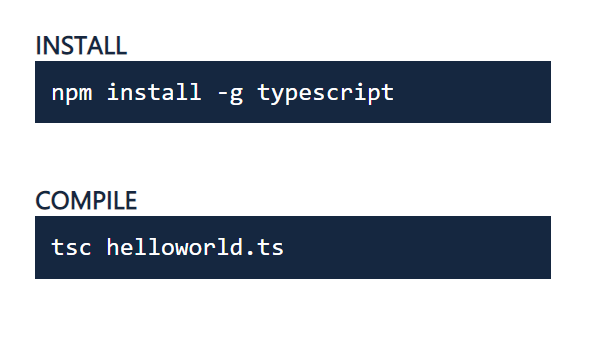 INSTALL
npm install -g typescript
COMPILE
tsc helloworld.ts